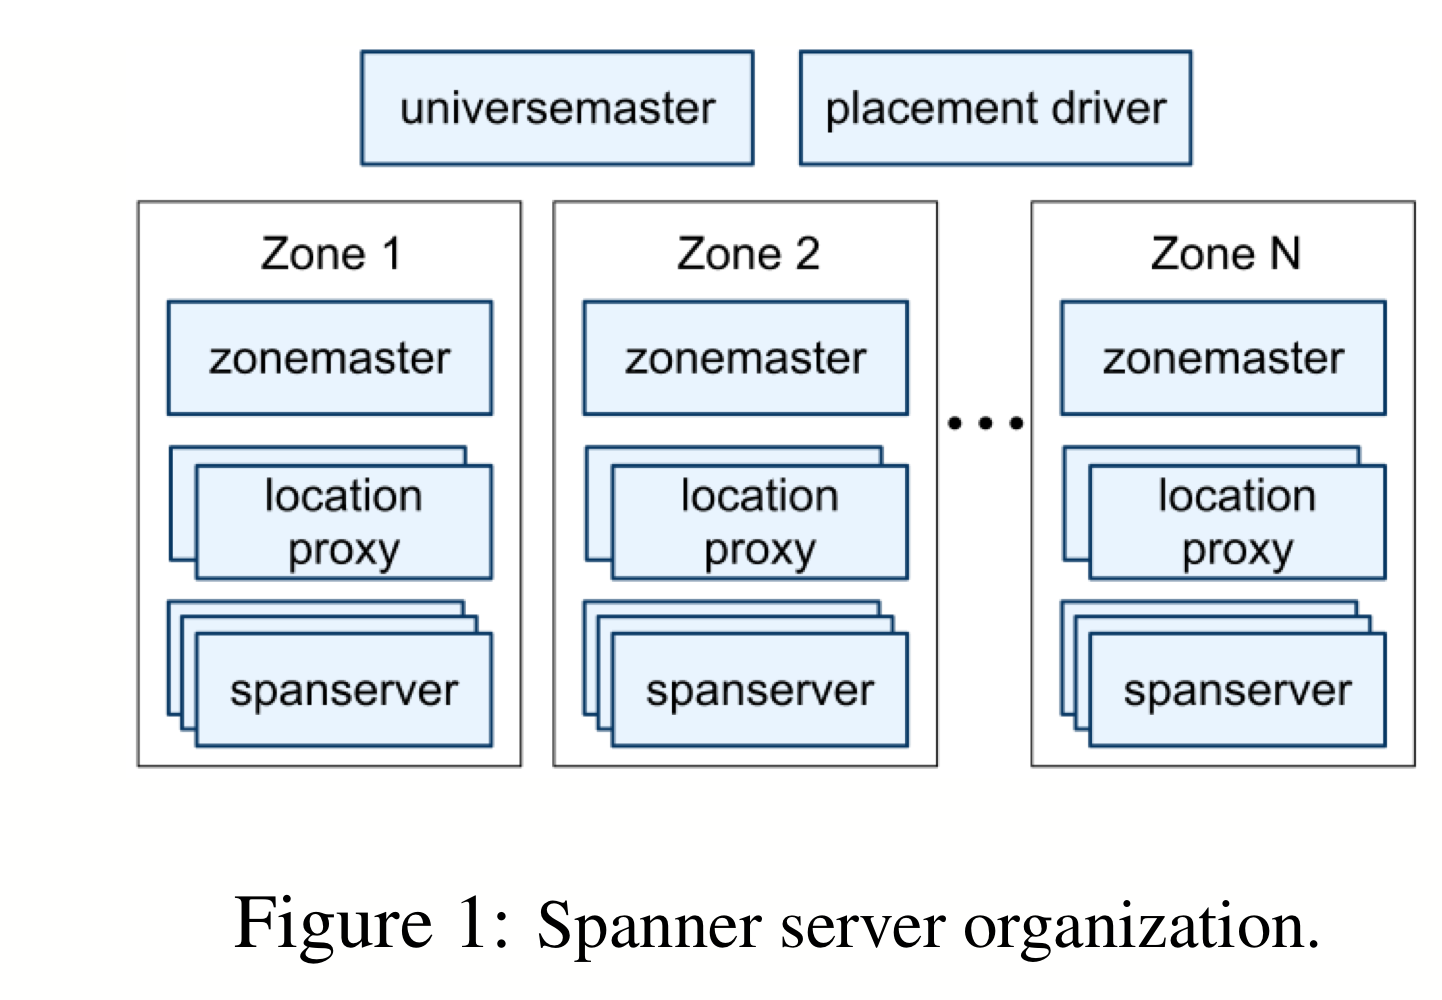 universemaster
placement driver
Zone 1
zonemaster
location
proxy
spanserver
Zone 2
zonemaster
location
proxy
spanserver
Zone N
zonemaster
location
proxy
spanserver
Figure 1: Spanner server organization.